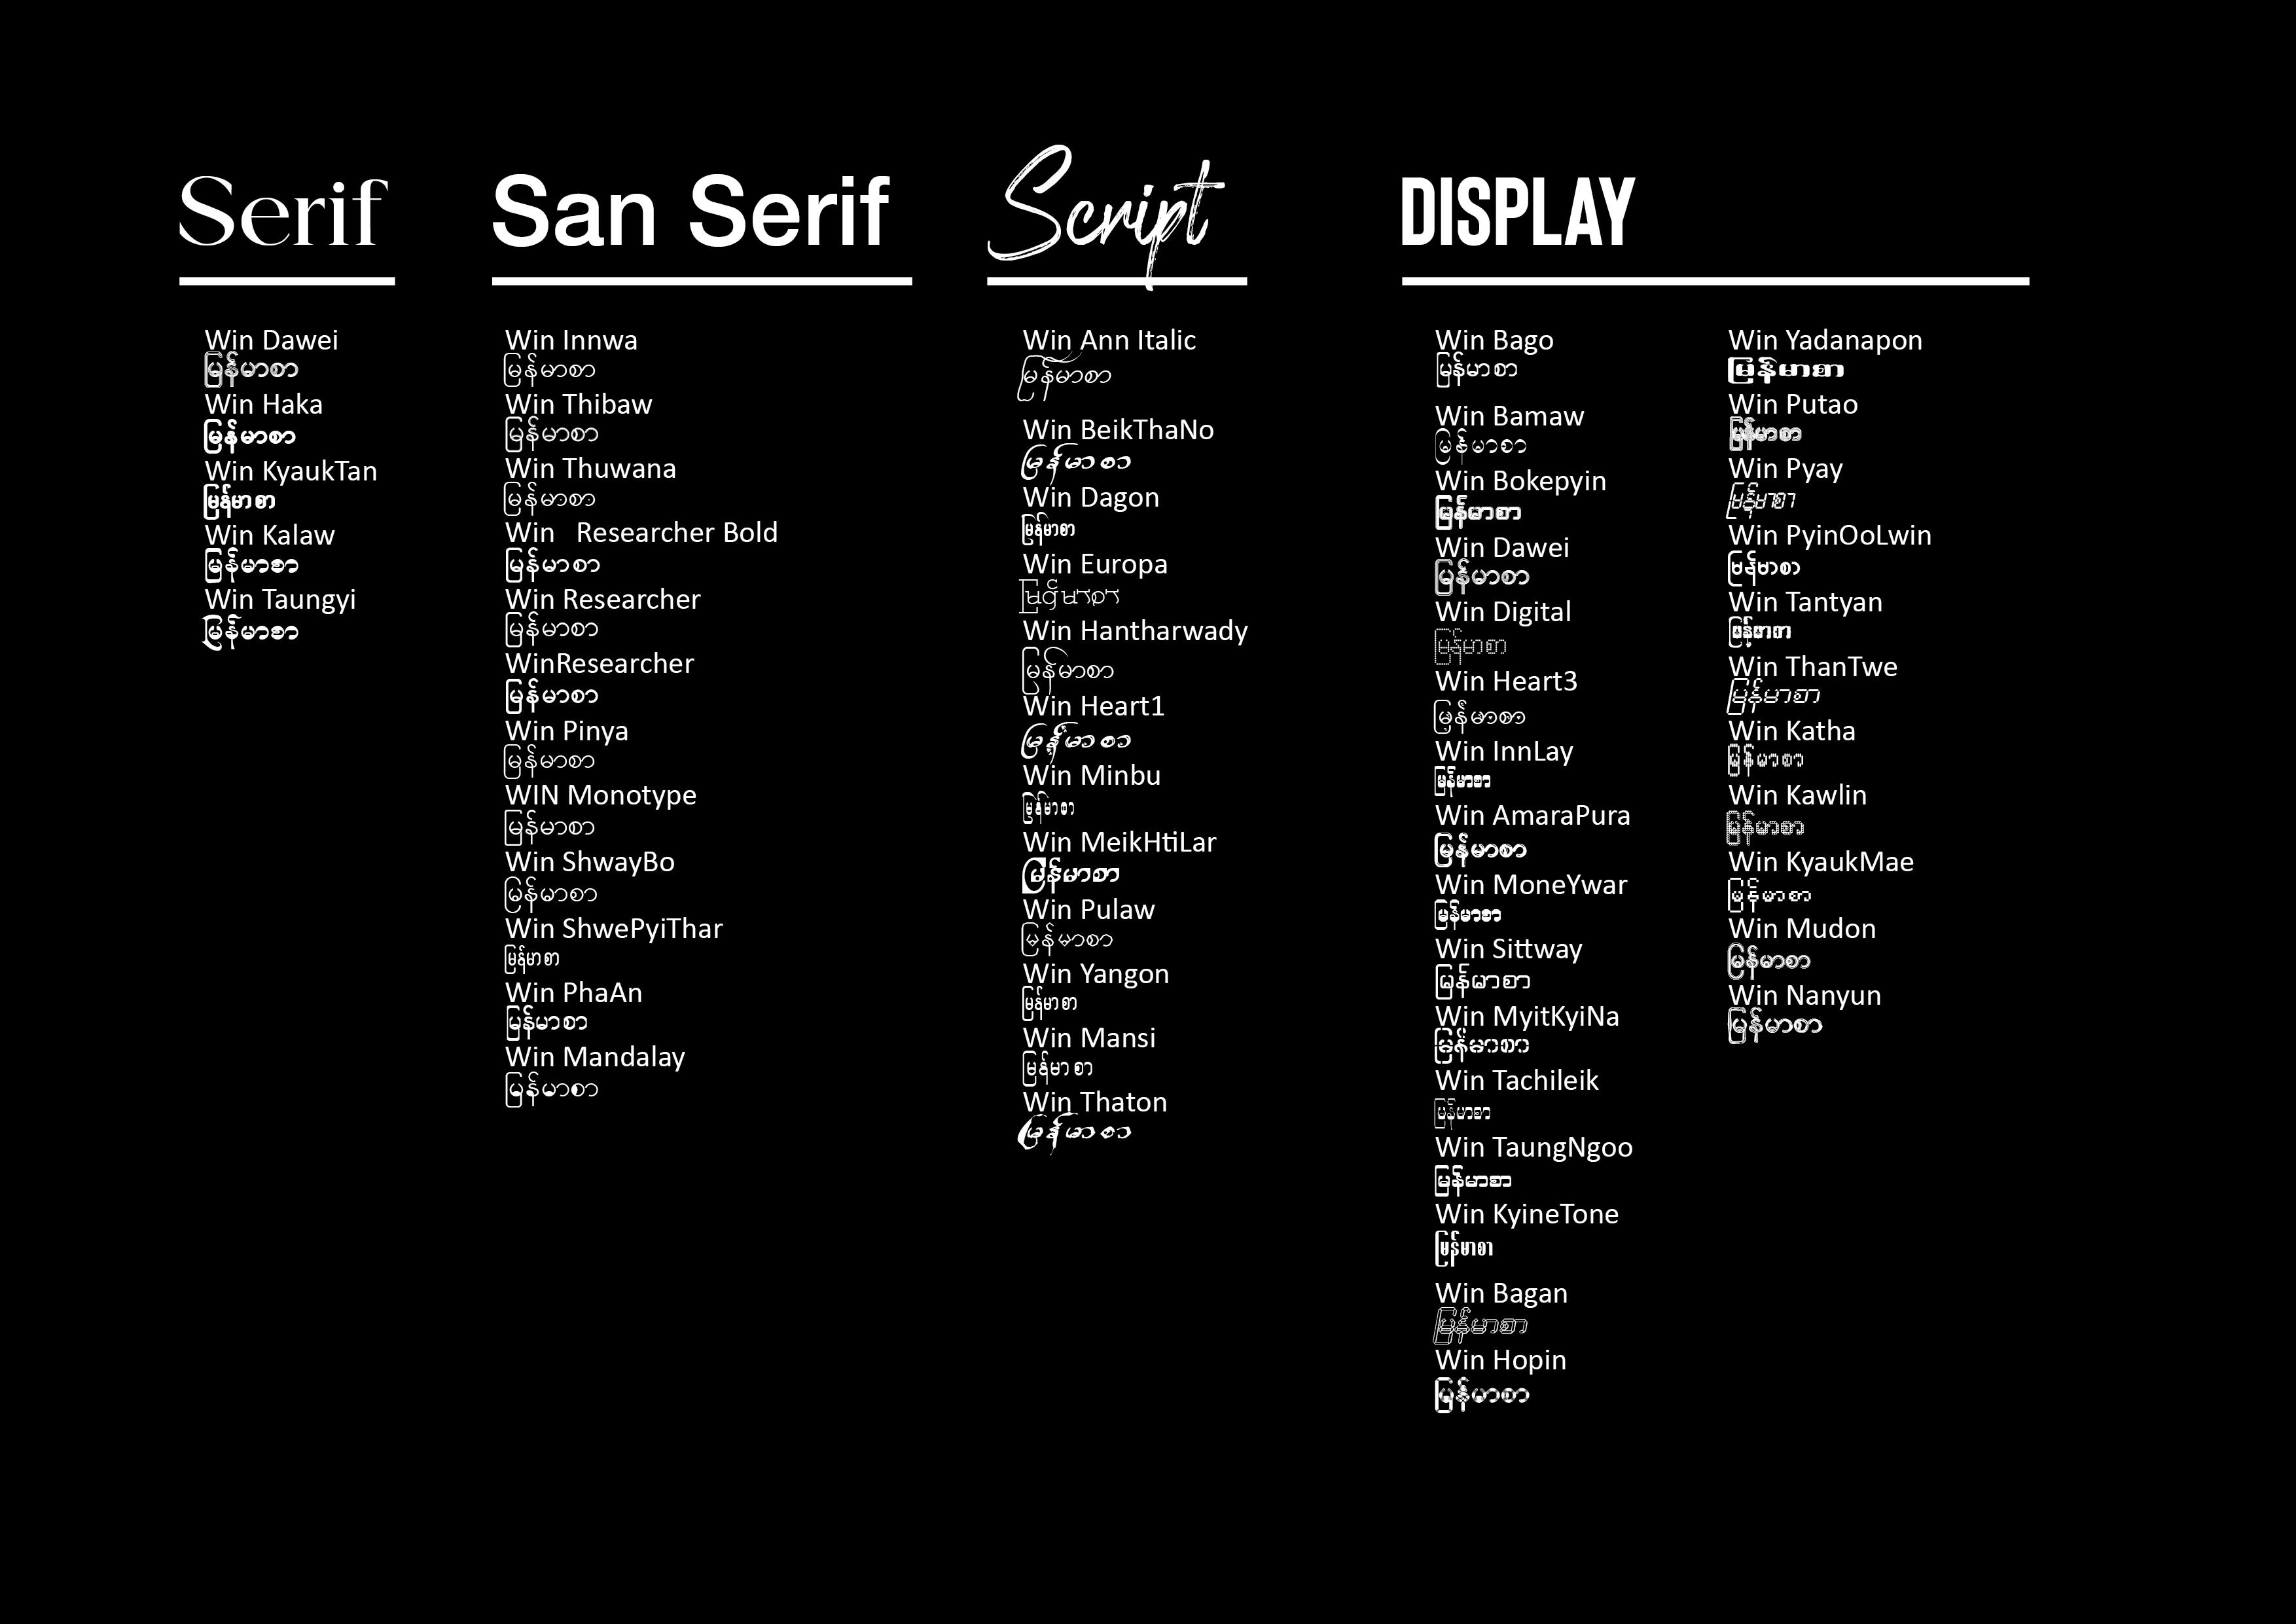 Serif
Win Dawei
မြန်မာစာ
Win Haka
မြန်မာစာ
Win KyaukTan
မြန်မာစာ
Win Kalaw
မြန်မာစာ
Win Taungyi
မြန်မာစာ
San Serif
Win Innwa
မြန်မာစာ
Win Thibaw
မြန်မာစာ
Win Thuwana
မြန်မာစာ
Win   Researcher Bold
မြန်မာစာ
Win Researcher
မြန်မာစာ
WinResearcher
မြန်မာစာ
Win Pinya
မြန်မာစာ
WIN Monotype
မြန်မာစာ
Win ShwayBo
မြန်မာစာ
Win ShwePyiThar
မြန်မာစာ
Win PhaAn
မြန်မာစာ
Win Mandalay
မြန်မာစာ
Script
Win Ann Italic
မြန်မာစာ
Win BeikThaNo
မြန်မာစာ
Win Dagon
မြန်မာစာ
Win Europa
မြန်မာစာ
Win Hantharwady
မြန်မာစာ
Win Heart1
မြန်မာစာ
Win Minbu
မြန်မာစာ
Win MeikHtiLar
မြန်မာစာ
Win Pulaw
မြန်မာစာ
Win Yangon
မြန်မာစာ
Win Mansi
မြန်မာစာ
Win Thaton
မြန်မာစာ
DISPLAY
Win Bago
မြန်မာစာ
Win Bamaw
မြန်မာစာ
Win Bokepyin
မြန်မာစာ
Win Dawei
မြန်မာစာ
Win Digital
မြန်မာစာ
Win Heart3
မြန်မာစာ
Win InnLay
မြန်မာစာ
Win AmaraPura
မြန်မာစာ
Win MoneYwar
မြန်မာစာ
Win Sittway
မြန်မာစာ
Win MyitKyiNa
မြန်မာစာ
Win Tachileik
မြန်မာစာ
Win TaungNgoo
မြန်မာစာ
Win KyineTone
မြန်မာစာ
Win Bagan
မြန်မာစာ
Win Hopin
မြန်မာစာ
Win Yadanapon
မြန်မာစာ
Win Putao
မြန်မာစာ
Win Pyay
မြန်မာစာ
Win PyinOoLwin
မြန်မာစာ
Win Tantyan
မြန်မာစာ
Win ThanTwe
မြန်မာစာ
Win Katha
မြန်မာစာ
Win Kawlin
မြန်မာစာ
Win KyaukMae
မြန်မာစာ
Win Mudon
မြန်မာစာ
Win Nanyun
မြန်မာစာ